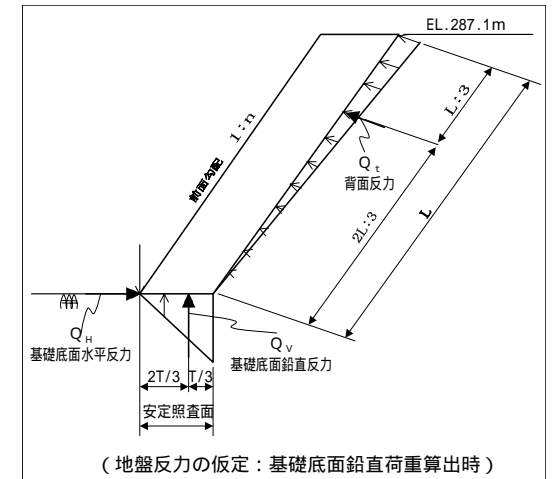 EL.287.1m
前面勾配 1:n
L:3
Qt
背面反力
2L:3
L
QH
基礎底面水平反力
QV
基礎底面鉛直反力
2T/3
T/3
安定照査面
(地盤反力の仮定：基礎底面鉛直荷重算出時)